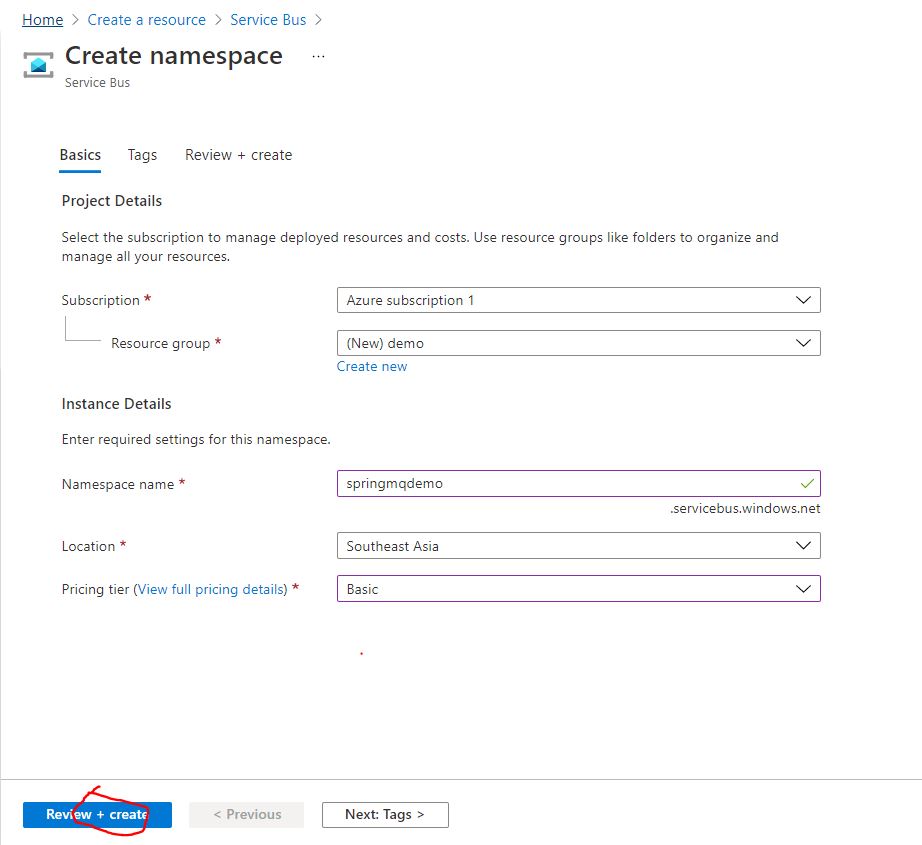 Home > Create a resource > Service Bus >
Create namespace ...
Service Bus
Basics Tags Review + create
Project Details
Select the subscription to manage deployed resources and costs. Use resource groups like folders to organize and
manage all your resources.
Subscription * Azure subscription 1
Resource group * (New) demo
Create new
Instance Details
Enter required settings for this namespace.
Namespace name * springmqdemo
.servicebus.windows.net
Location * Southeast Asia
Pricing tier (View full pricing details) * Basic
Review + create < Previous Next: Tags >